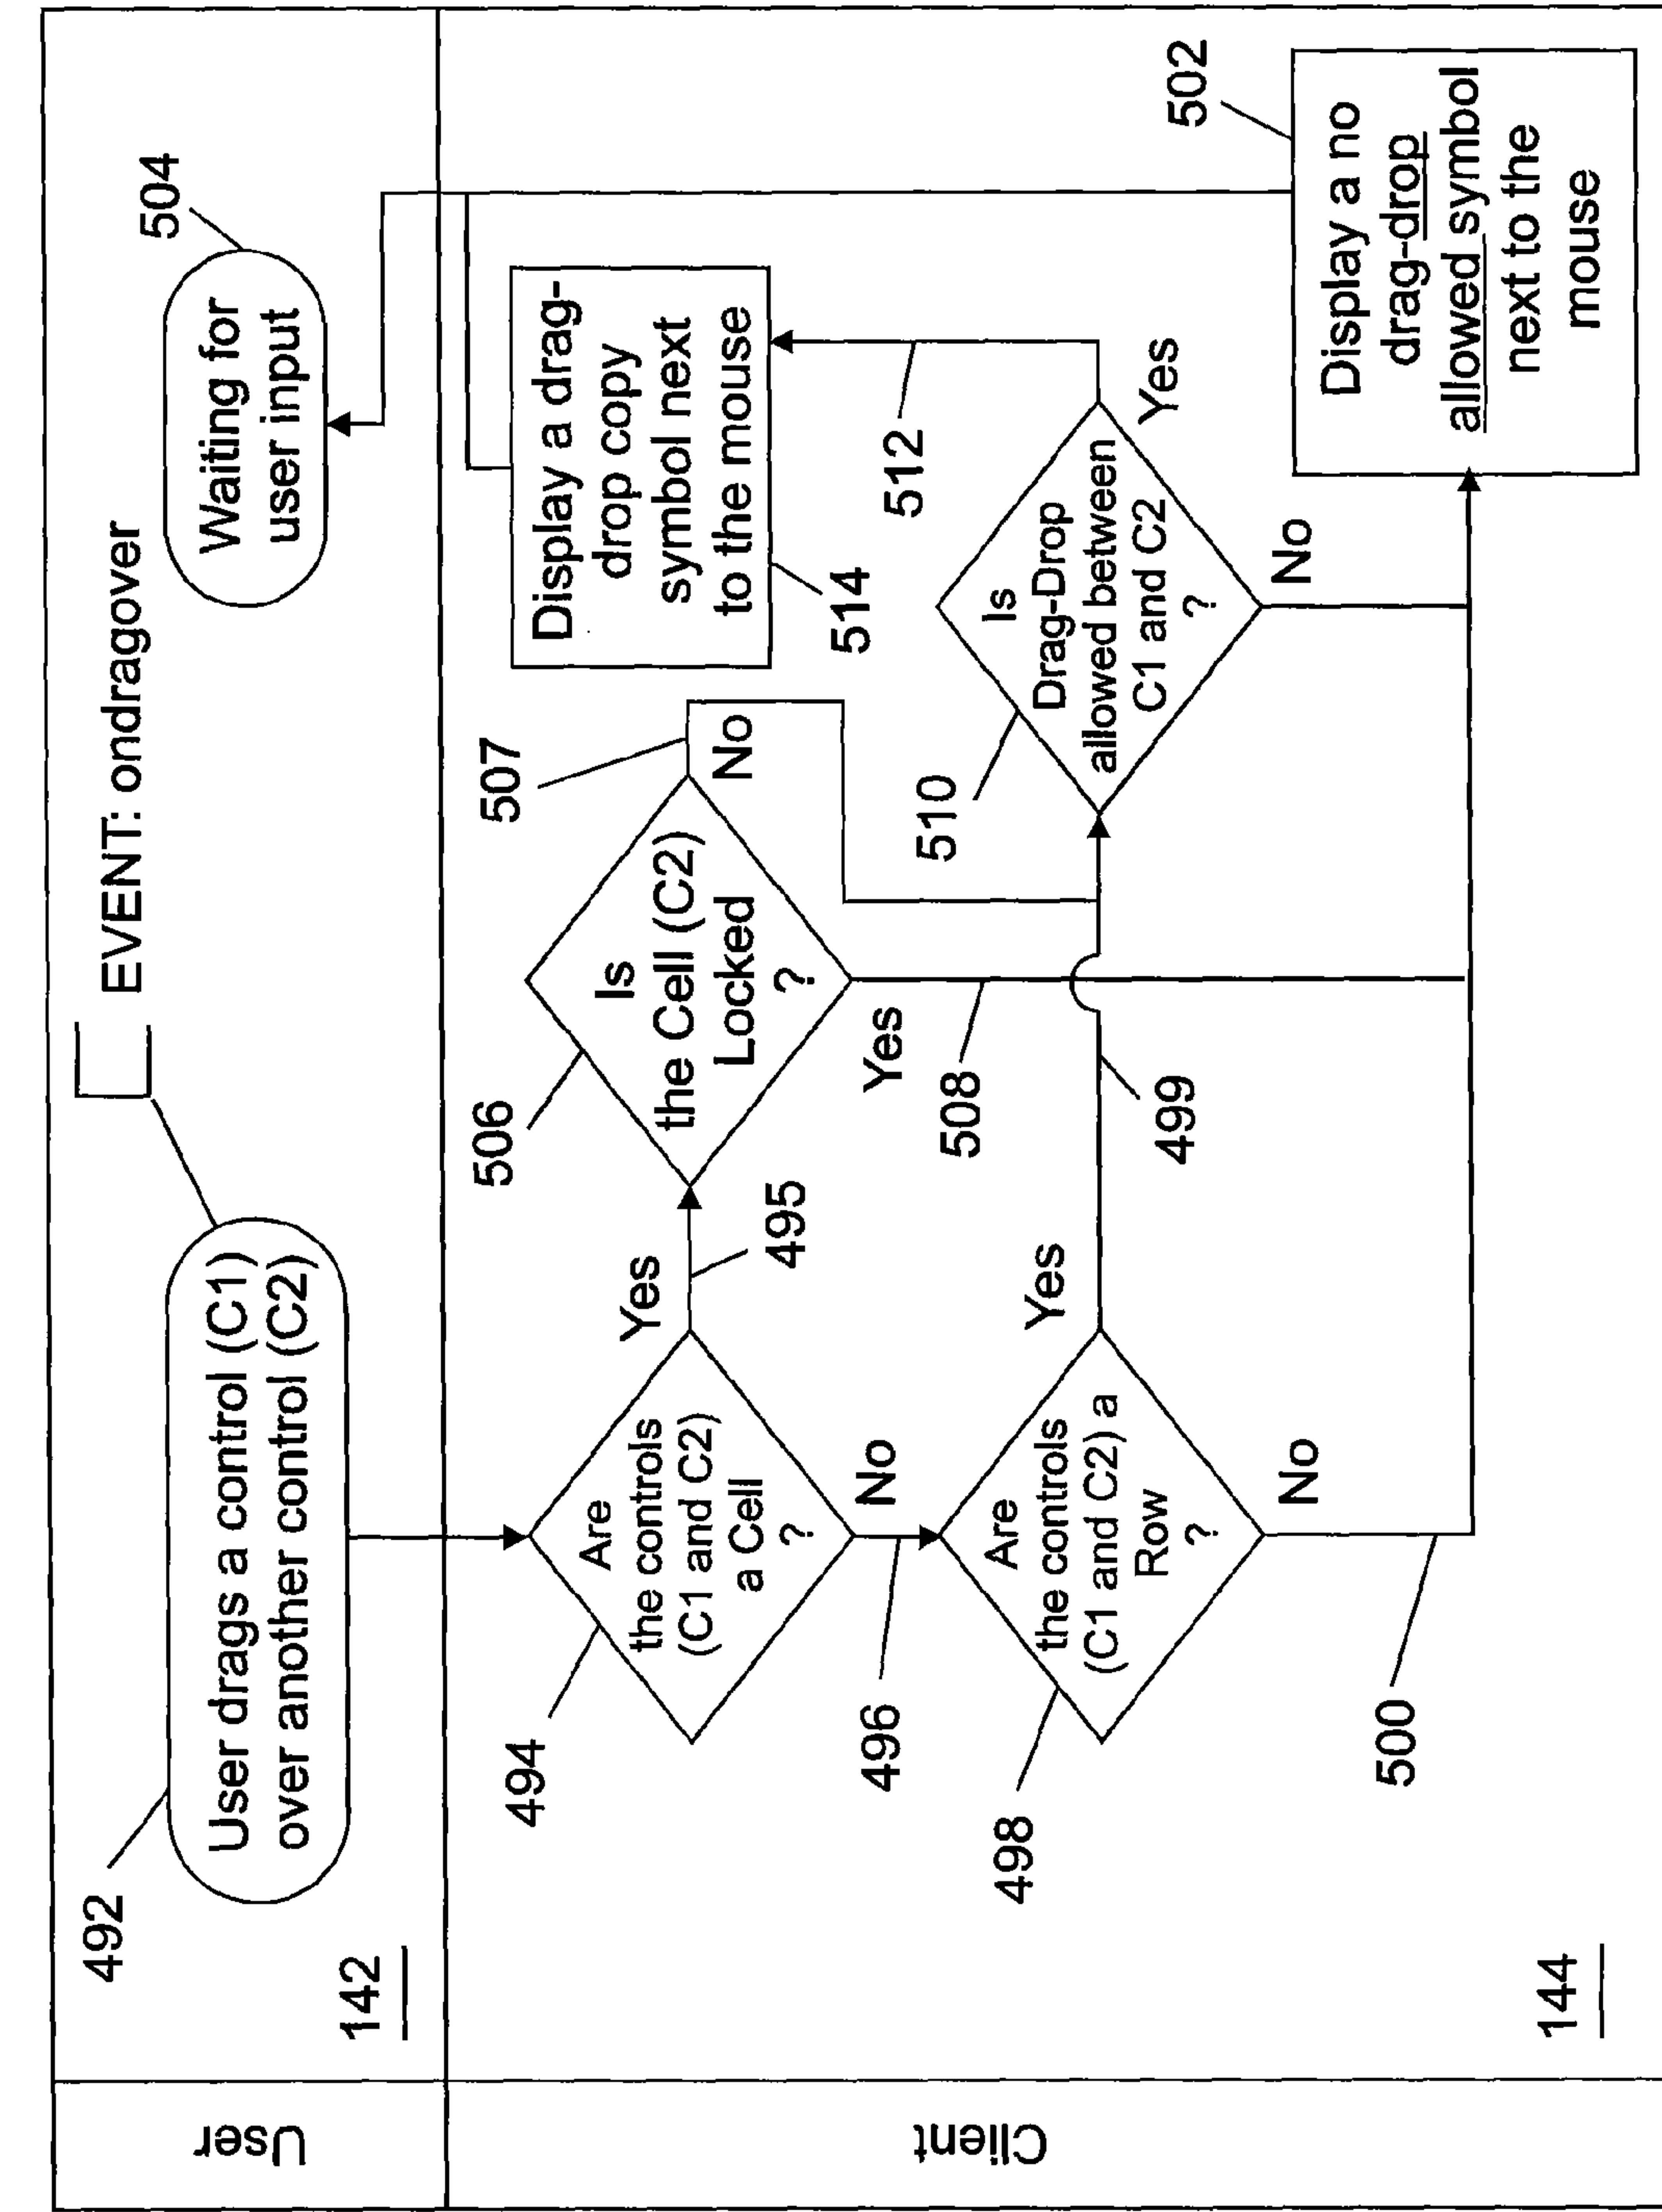 User
142
492
User drags a control (C1)
over another control (C2)
EVENT: ondragover
504
Waiting for
user input
Client
144
494
Are
the controls
(C1 and C2)
a Cell
?
Yes
495
No
496
506
Is
the Cell (C2)
Locked
?
507
No
Yes
508
Display a drag-
drop copy
symbol next
to the mouse
514
498
Are
the controls
(C1 and C2) a
Row
?
Yes
499
No
500
510
Is
Drag-Drop
allowed between
C1 and C2
?
512
Yes
No
502
Display a no
drag-drop
allowed symbol
next to the
mouse